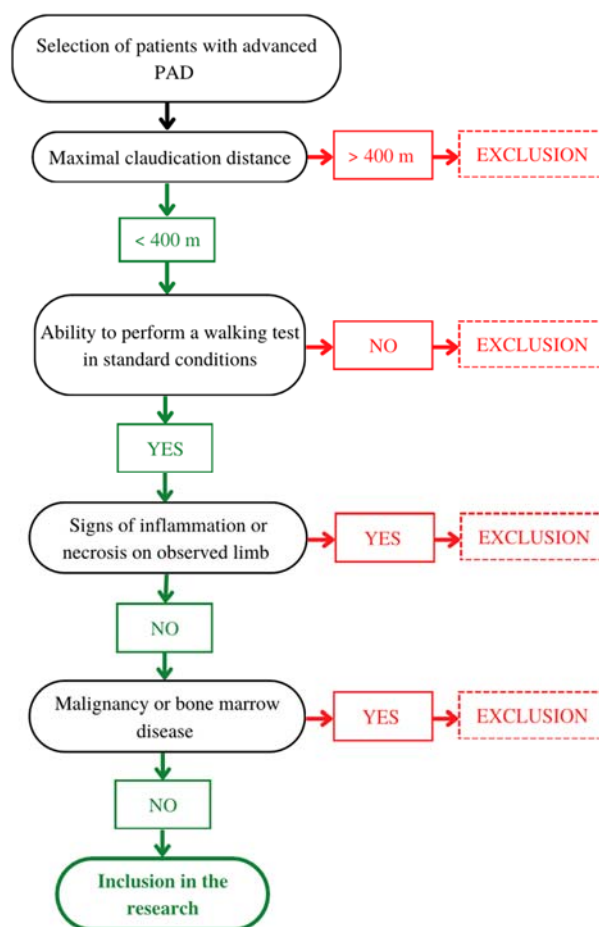 Selection of patients with advanced
PAD
Maximal claudication distance
> 400 m
EXCLUSION
< 400 m
Ability to perform a walking test
in standard conditions
NO
EXCLUSION
YES
Signs of inflammation or
necrosis on observed limb
YES
EXCLUSION
NO
Malignancy or bone marrow
disease
YES
EXCLUSION
NO
Inclusion in the
research